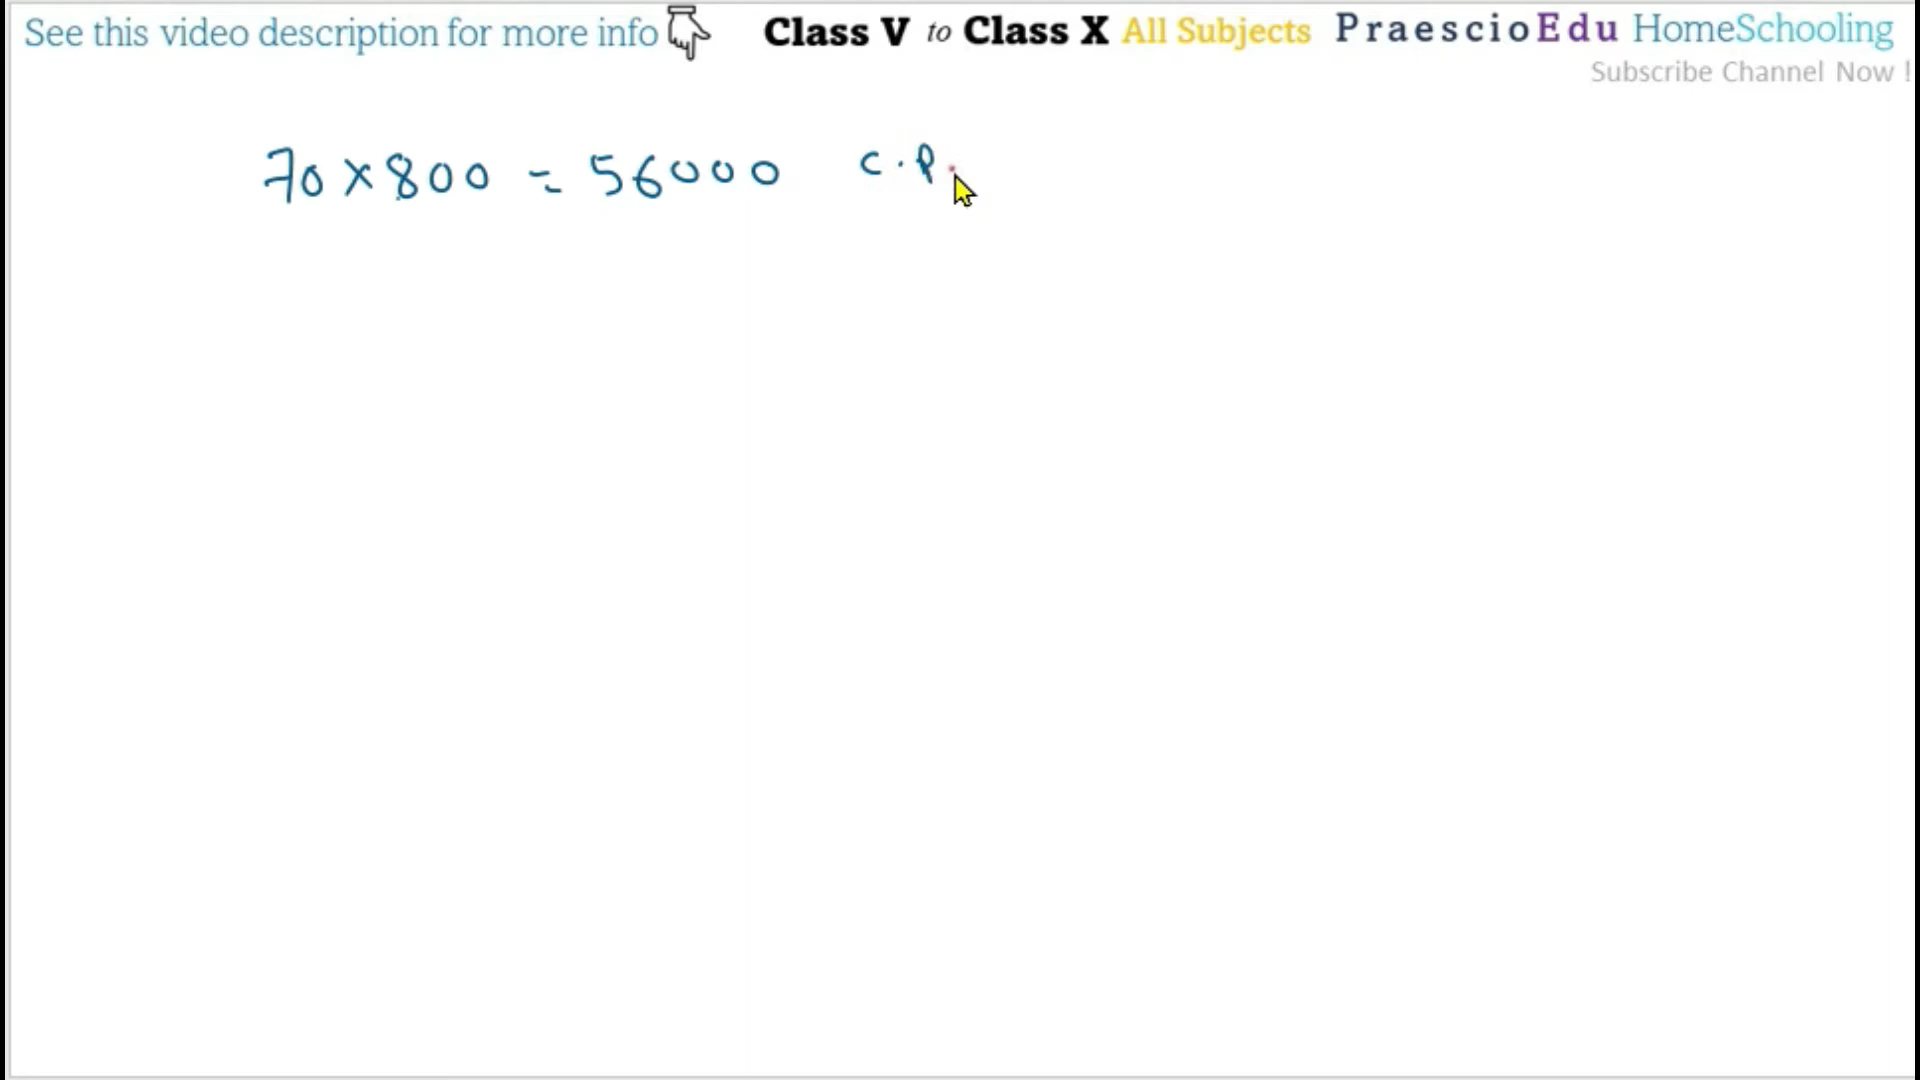 See this video description for more info Class V to Class X All Subjects PraescioEdu HomeSchooling
Subscribe Channel Now !
70 x 800 = 56000 C.P.